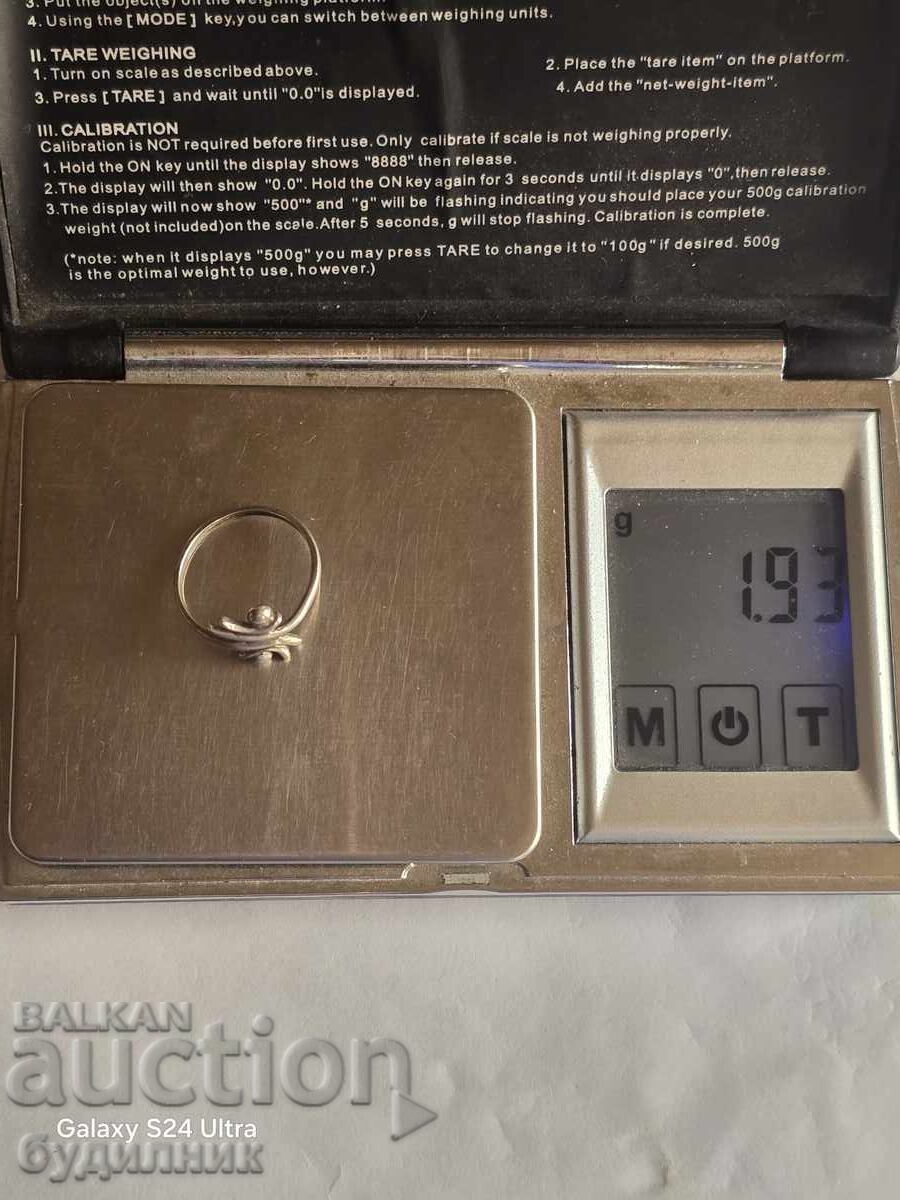 3. Put the object(s) on the weighing platform.
4. Using the [MODE] key,you can switch between weighing units.
II. TARE WEIGHING
1. Turn on scale as described above.
2. Place the "tare item" on the platform.
3. Press [TARE] and wait until "0.0"is displayed.
4. Add the "net-weight-item".
III. CALIBRATION
Calibration is NOT required before first use. Only calibrate if scale is not weighing properly.
1. Hold the ON key until the display shows "8888" then release.
2.The display will then show "0.0". Hold the ON key again for 3 seconds until it displays "0",then release.
3.The display will now show "500"* and "g" will be flashing indicating you should place your 500g calibration
weight (not included)on the scale.After 5 seconds, g will stop flashing. Calibration is complete.
(*note: when it displays "500g" you may press TARE to change it to "100g" if desired. 500g
is the optimal weight to use, however.)
g
1.93
M T
BALKAN
auction
Galaxy S24 Ultra
будилник